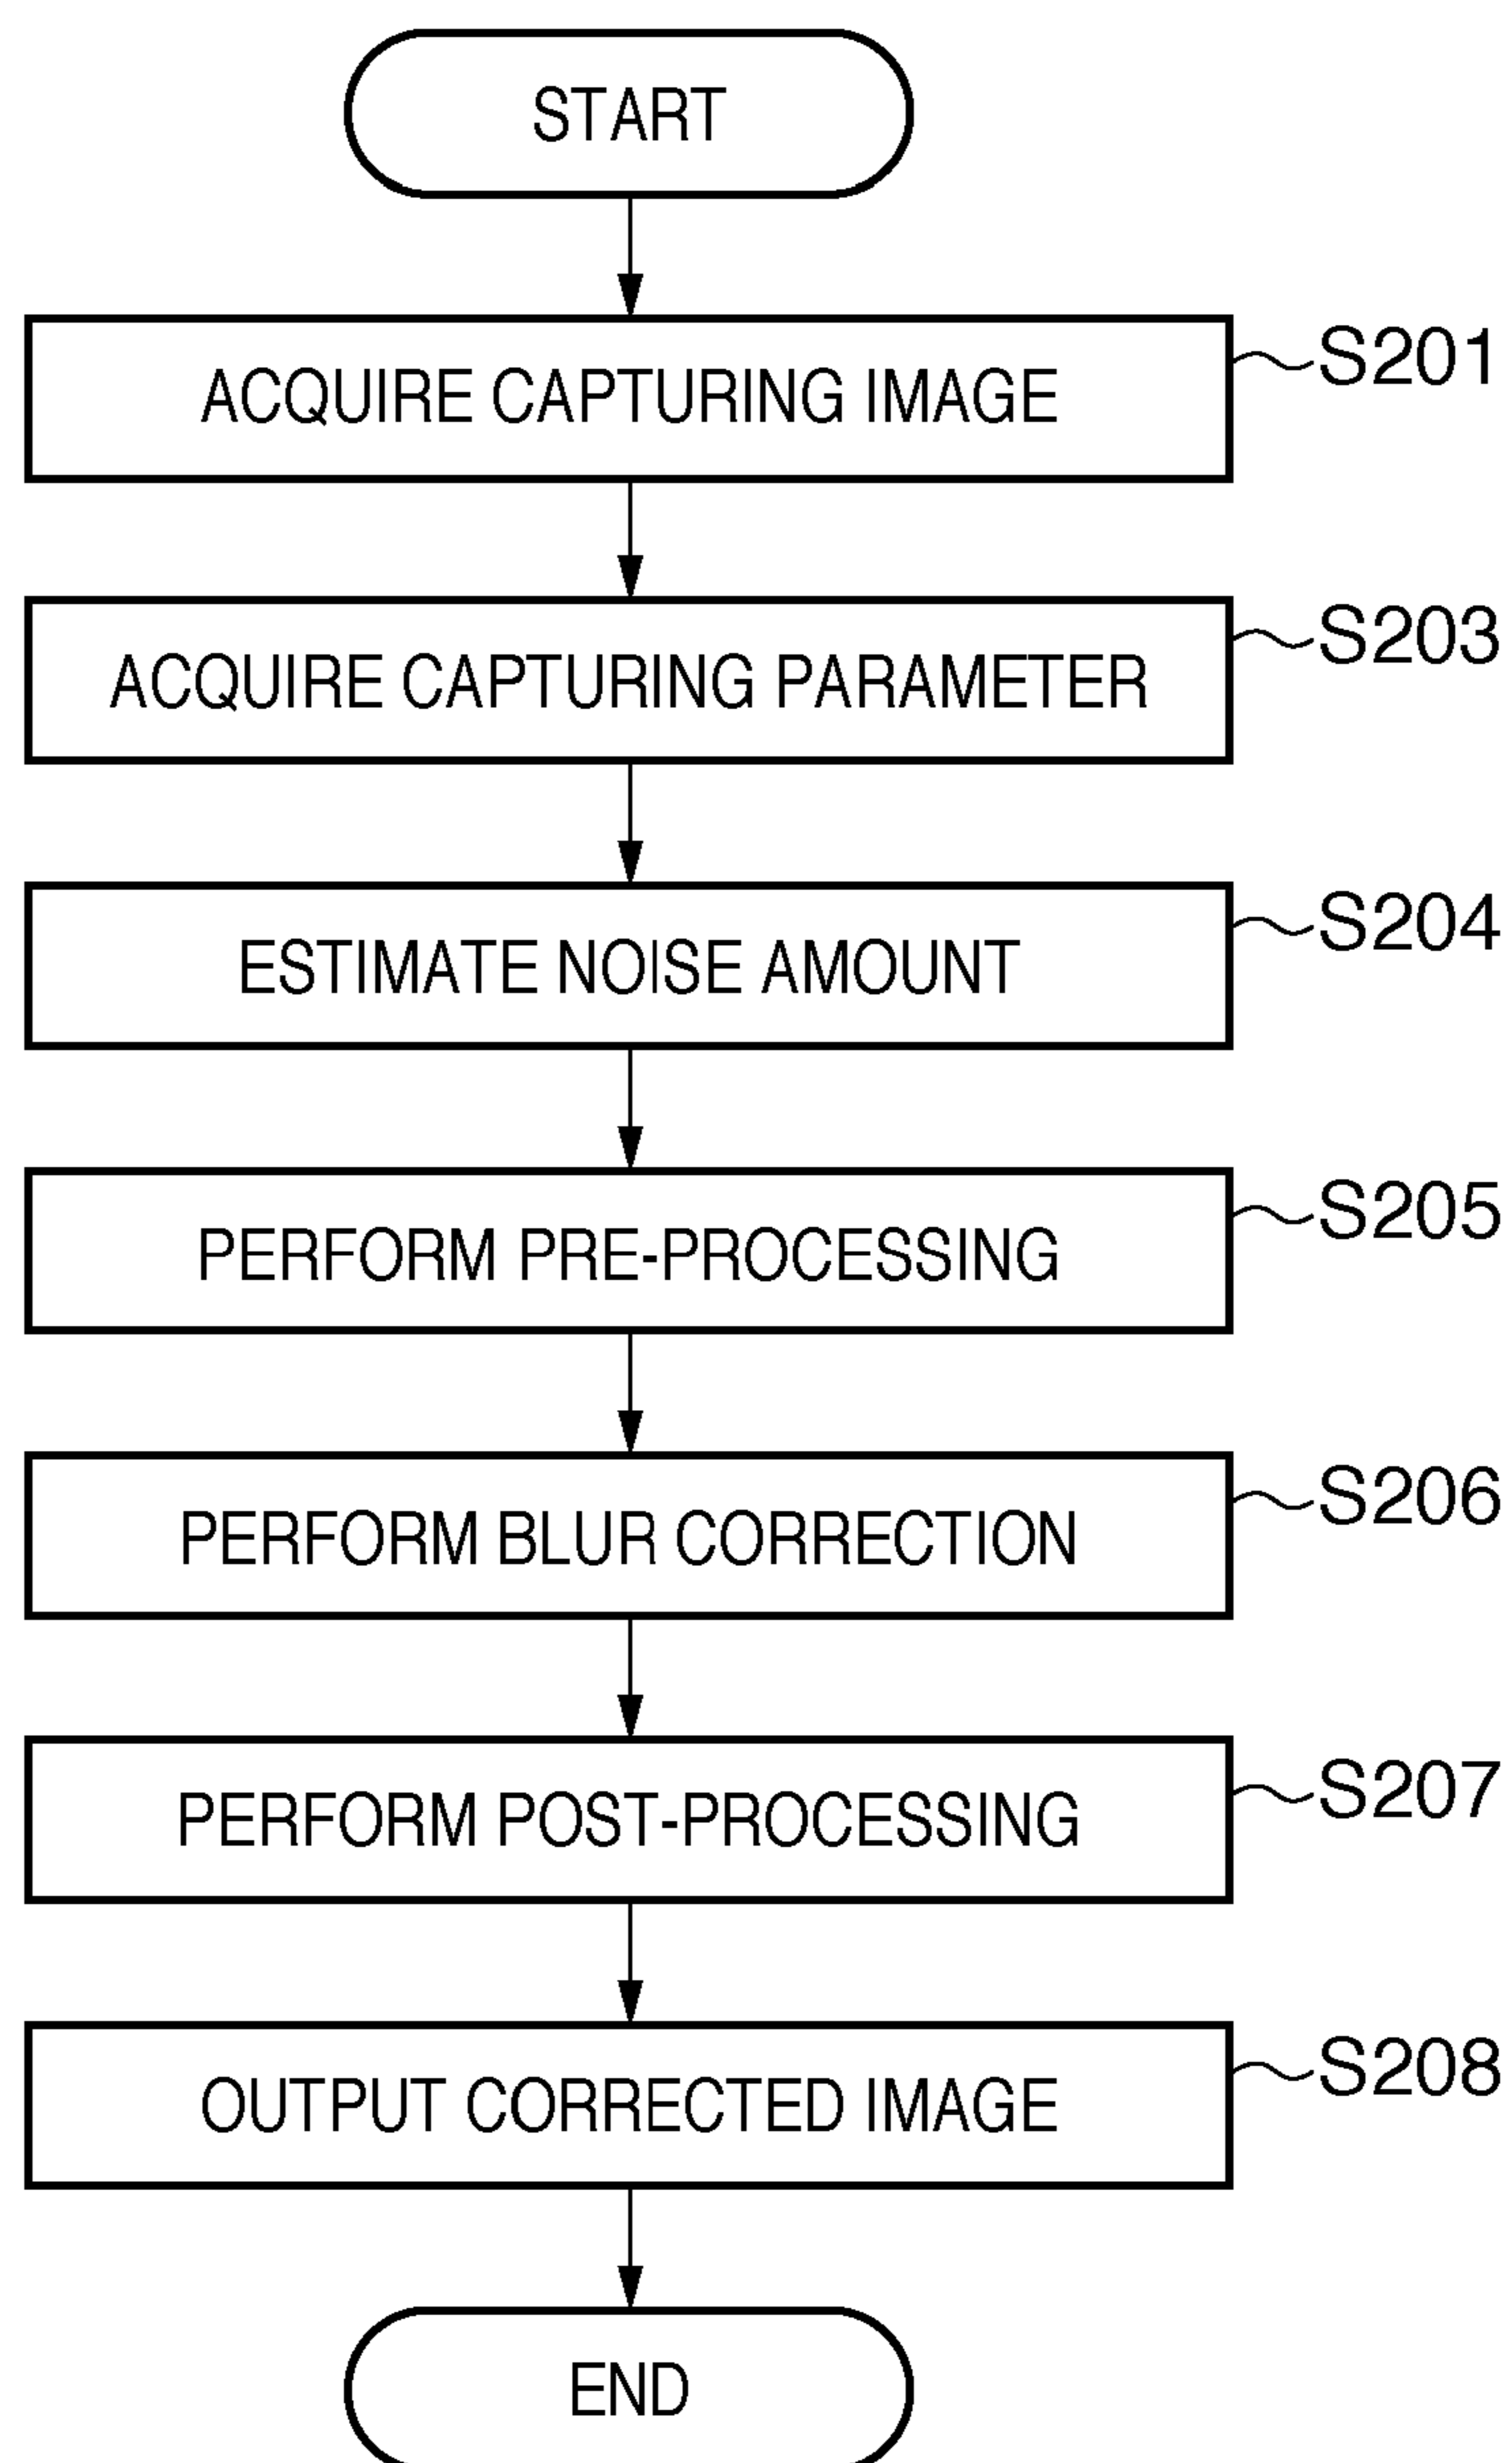 START
ACQUIRE CAPTURING IMAGE
S201
ACQUIRE CAPTURING PARAMETER
S203
ESTIMATE NOISE AMOUNT
S204
PERFORM PRE-PROCESSING
S205
PERFORM BLUR CORRECTION
S206
PERFORM POST-PROCESSING
S207
OUTPUT CORRECTED IMAGE
S208
END